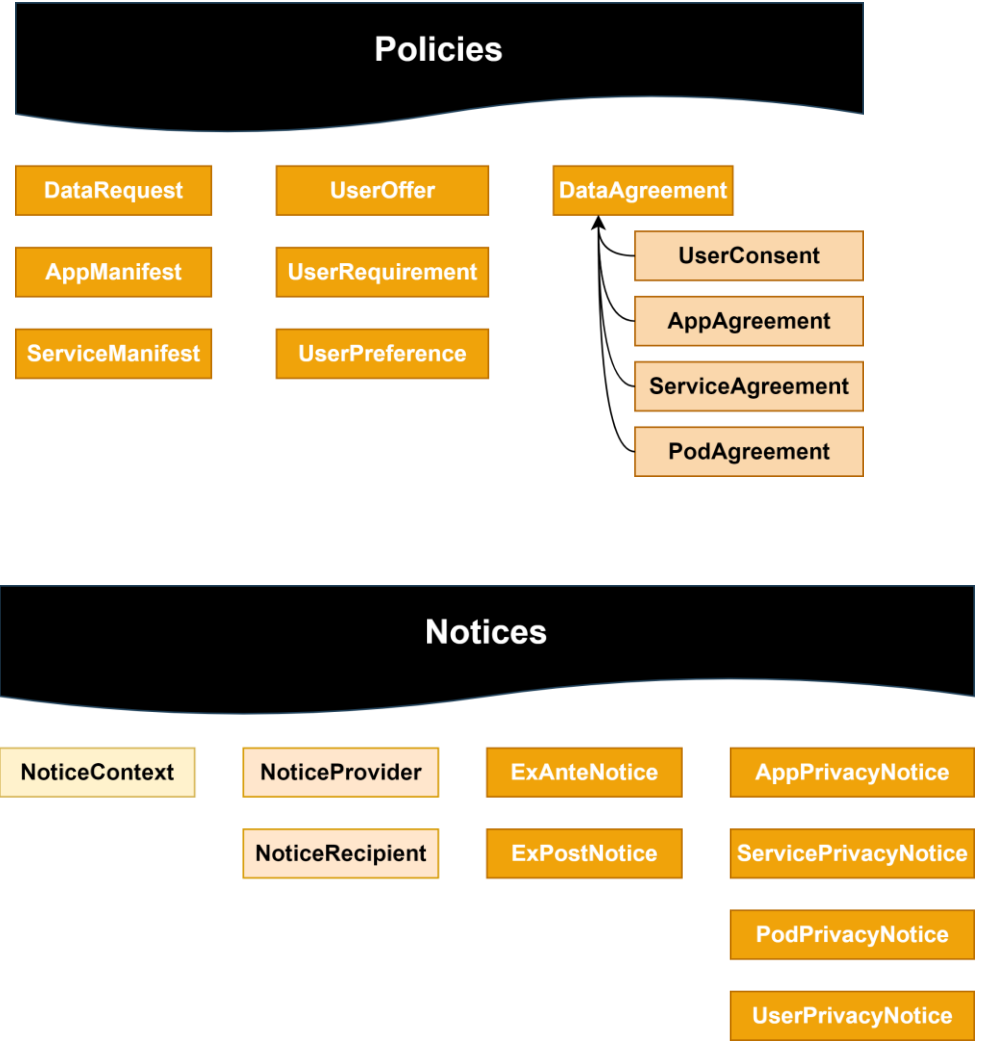 Policies
DataRequest
UserOffer
DataAgreement
UserConsent
AppManifest
UserRequirement
AppAgreement
ServiceManifest
UserPreference
ServiceAgreement
PodAgreement
Notices
NoticeContext
NoticeProvider
ExAnteNotice
AppPrivacyNotice
NoticeRecipient
ExPostNotice
ServicePrivacyNotice
PodPrivacyNotice
UserPrivacyNotice